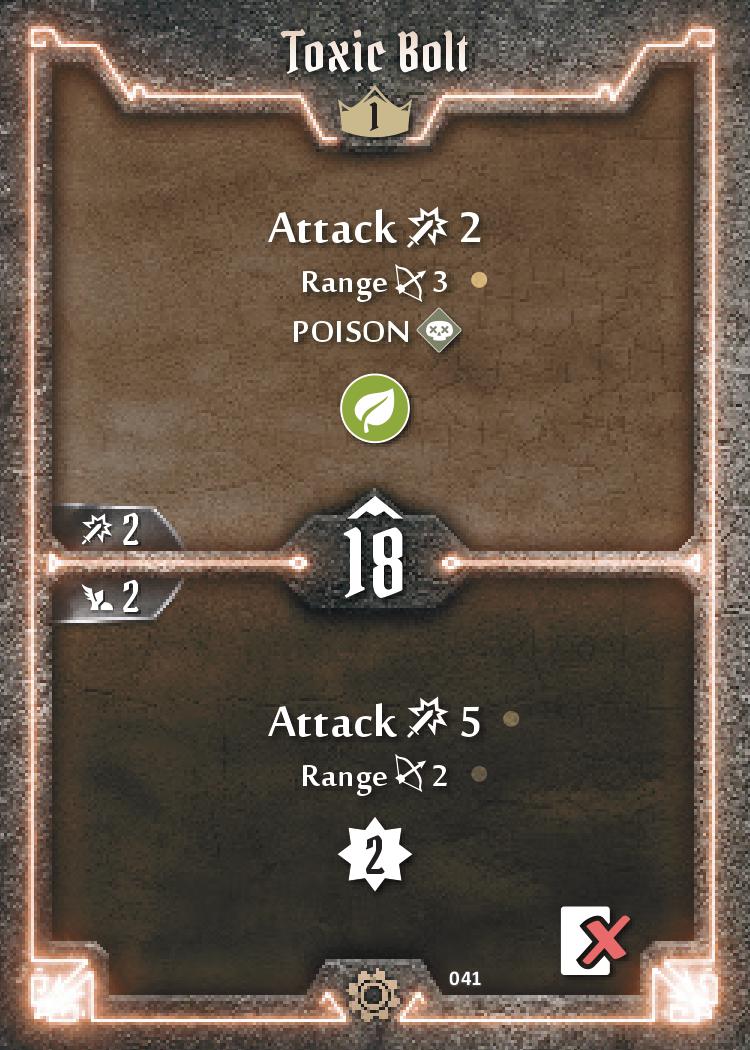 Toxic Bolt
1
Attack 2
Range 3
POISON
2
18
2
Attack 5
Range 2
2
041